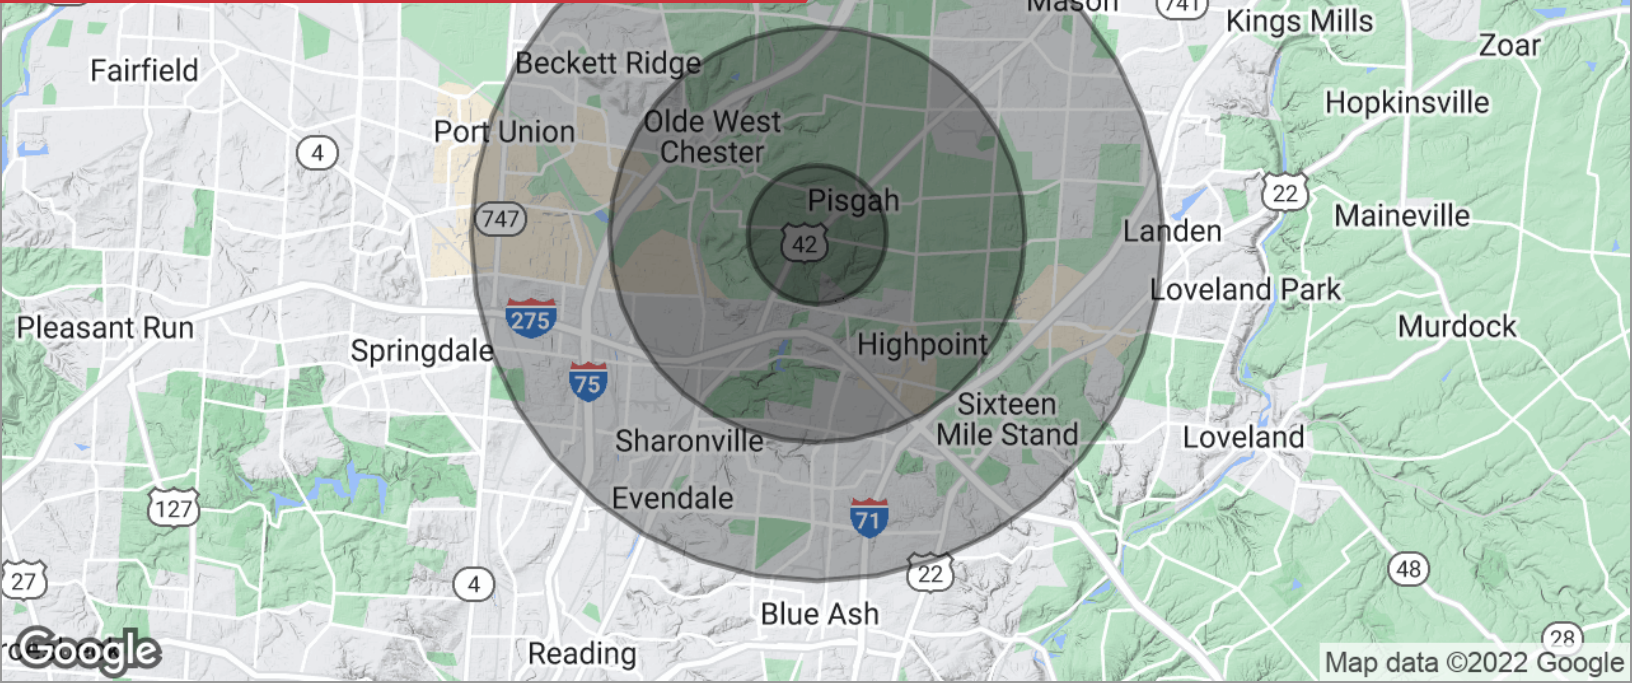 Mason
741
Kings Mills
Zoar
Beckett Ridge
Fairfield
Hopkinsville
Olde West
Chester
Port Union
4
22
Pisgah
747
Maineville
Landen
42
Loveland Park
275
Pleasant Run
Murdock
Highpoint
Springdale
75
Sixteen
Mile Stand
Sharonville
Loveland
Evendale
127
71
22
48
27
4
Blue Ash
28
Google
Reading
Map data ©2022 Google